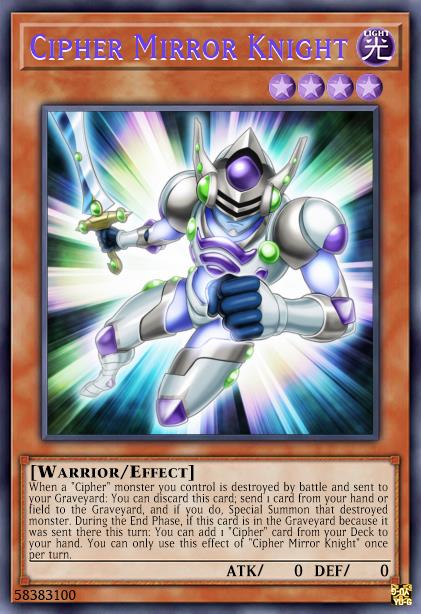 CIPHER MIRROR KNIGHT
LIGHT
光
[WARRIOR/EFFECT]
When a "Cipher" monster you control is destroyed by battle and sent to
your Graveyard: You can discard this card; send 1 card from your hand or
field to the Graveyard, and if you do, Special Summon that destroyed
monster. During the End Phase, if this card is in the Graveyard because it
was sent there this turn: You can add 1 "Cipher" card from your Deck to
your hand. You can only use this effect of "Cipher Mirror Knight" once
per turn.
ATK/ 0 DEF/ 0
58383100